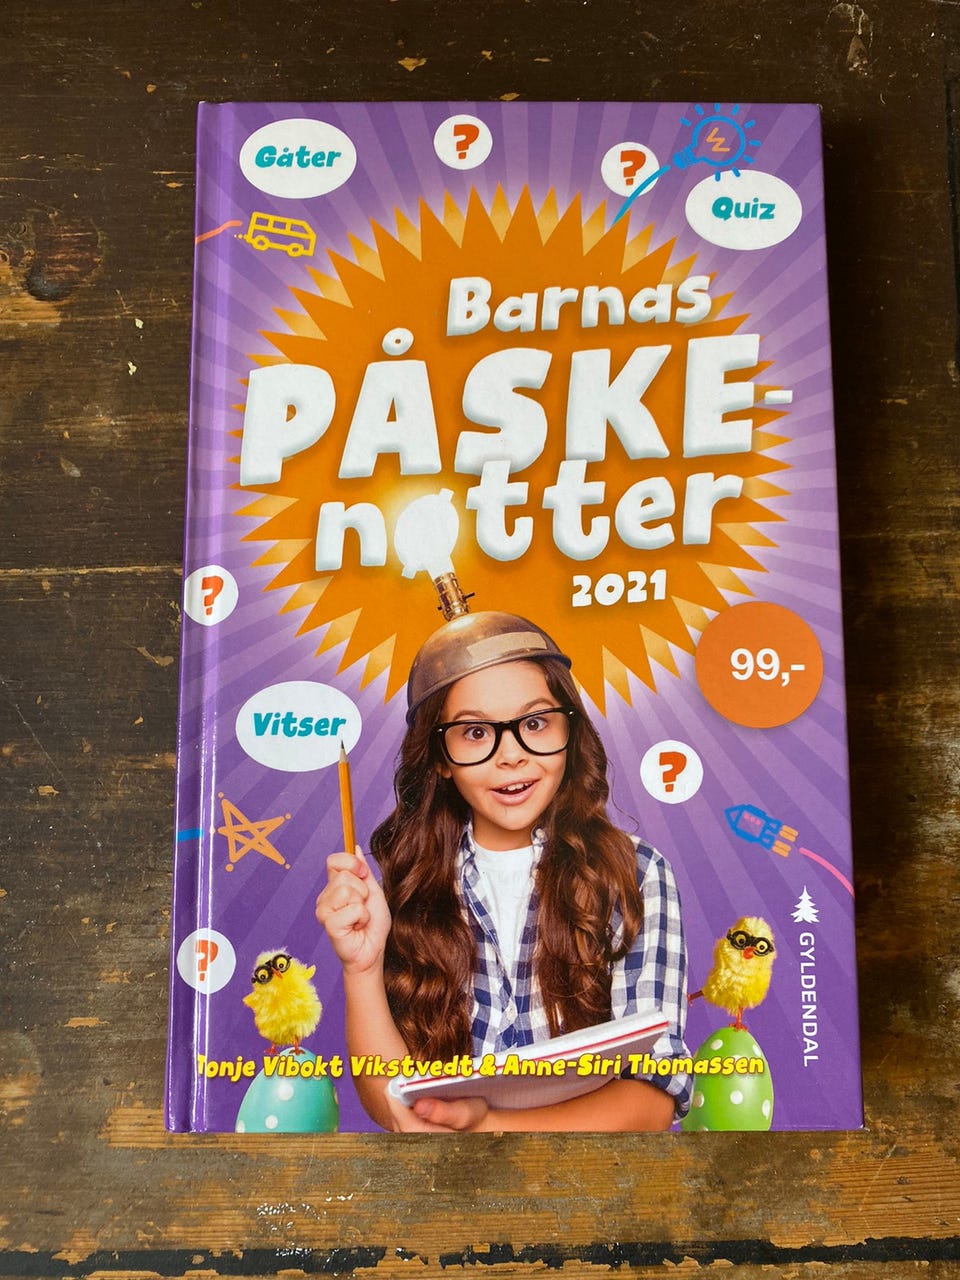 Gåter
?
?
Quiz
Barnas
PÅSKE-
nøtter
2021
?
99,-
Vitser
?
?
GYLDENDAL
Tonje Vibokt Vikstvedt & Anne-Siri Thomassen